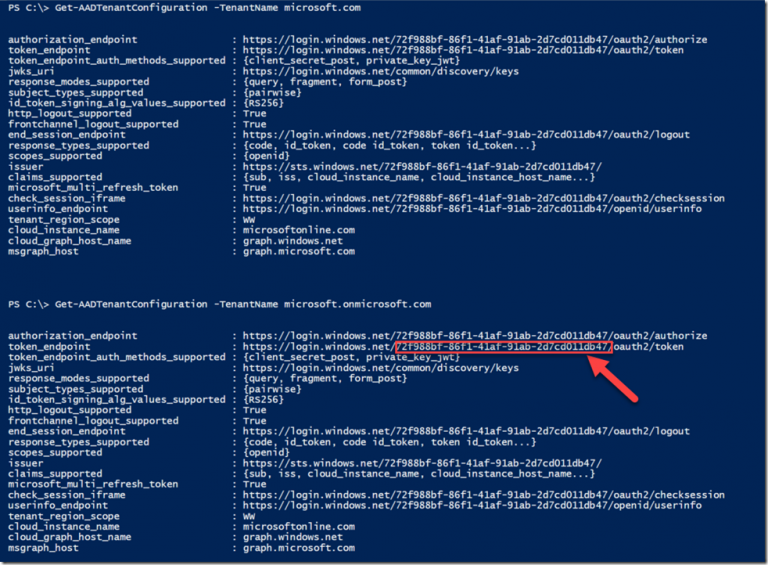 PS C:\> Get-AADTenantConfiguration -TenantName microsoft.com
authorization_endpoint : https://login.windows.net/72f988bf-86f1-41af-91ab-2d7cd011db47/oauth2/authorize
token_endpoint : https://login.windows.net/72f988bf-86f1-41af-91ab-2d7cd011db47/oauth2/token
token_endpoint_auth_methods_supported : {client_secret_post, private_key_jwt}
jwks_uri : https://login.windows.net/common/discovery/keys
response_modes_supported : {query, fragment, form_post}
subject_types_supported : {pairwise}
id_token_signing_alg_values_supported : {RS256}
http_logout_supported : True
frontchannel_logout_supported : True
end_session_endpoint : https://login.windows.net/72f988bf-86f1-41af-91ab-2d7cd011db47/oauth2/logout
response_types_supported : {code, id_token, code id_token, token id_token...}
scopes_supported : {openid}
issuer : https://sts.windows.net/72f988bf-86f1-41af-91ab-2d7cd011db47/
claims_supported : {sub, iss, cloud_instance_name, cloud_instance_host_name...}
microsoft_multi_refresh_token : True
check_session_iframe : https://login.windows.net/72f988bf-86f1-41af-91ab-2d7cd011db47/oauth2/checksession
userinfo_endpoint : https://login.windows.net/72f988bf-86f1-41af-91ab-2d7cd011db47/openid/userinfo
tenant_region_scope : WW
cloud_instance_name : microsoftonline.com
cloud_graph_host_name : graph.windows.net
msgraph_host : graph.microsoft.com
PS C:\> Get-AADTenantConfiguration -TenantName microsoft.onmicrosoft.com
authorization_endpoint : https://login.windows.net/72f988bf-86f1-41af-91ab-2d7cd011db47/oauth2/authorize
token_endpoint : https://login.windows.net/72f988bf-86f1-41af-91ab-2d7cd011db47/oauth2/token
token_endpoint_auth_methods_supported : {client_secret_post, private_key_jwt}
jwks_uri : https://login.windows.net/common/discovery/keys
response_modes_supported : {query, fragment, form_post}
subject_types_supported : {pairwise}
id_token_signing_alg_values_supported : {RS256}
http_logout_supported : True
frontchannel_logout_supported : True
end_session_endpoint : https://login.windows.net/72f988bf-86f1-41af-91ab-2d7cd011db47/oauth2/logout
response_types_supported : {code, id_token, code id_token, token id_token...}
scopes_supported : {openid}
issuer : https://sts.windows.net/72f988bf-86f1-41af-91ab-2d7cd011db47/
claims_supported : {sub, iss, cloud_instance_name, cloud_instance_host_name...}
microsoft_multi_refresh_token : True
check_session_iframe : https://login.windows.net/72f988bf-86f1-41af-91ab-2d7cd011db47/oauth2/checksession
userinfo_endpoint : https://login.windows.net/72f988bf-86f1-41af-91ab-2d7cd011db47/openid/userinfo
tenant_region_scope : WW
cloud_instance_name : microsoftonline.com
cloud_graph_host_name : graph.windows.net
msgraph_host : graph.microsoft.com